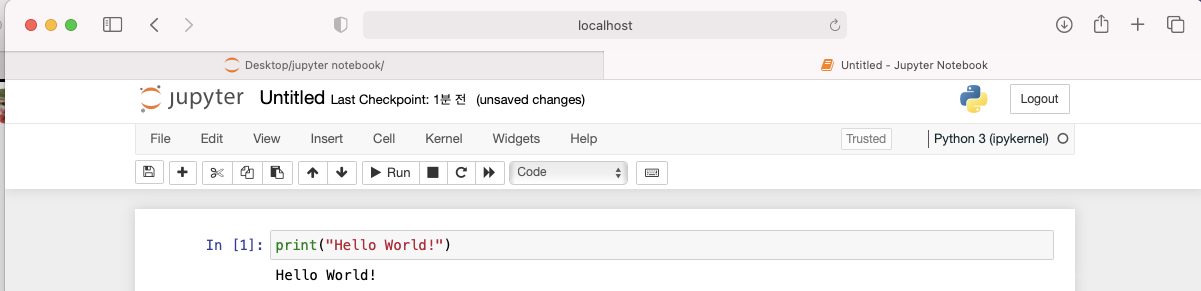 localhost
Desktop/jupyter notebook/
Untitled - Jupyter Notebook
jupyter Untitled Last Checkpoint: 1분 전 (unsaved changes)
Logout
File Edit View Insert Cell Kernel Widgets Help
Trusted
Python 3 (ipykernel)
Run
Code
In [1]: print("Hello World!")
Hello World!